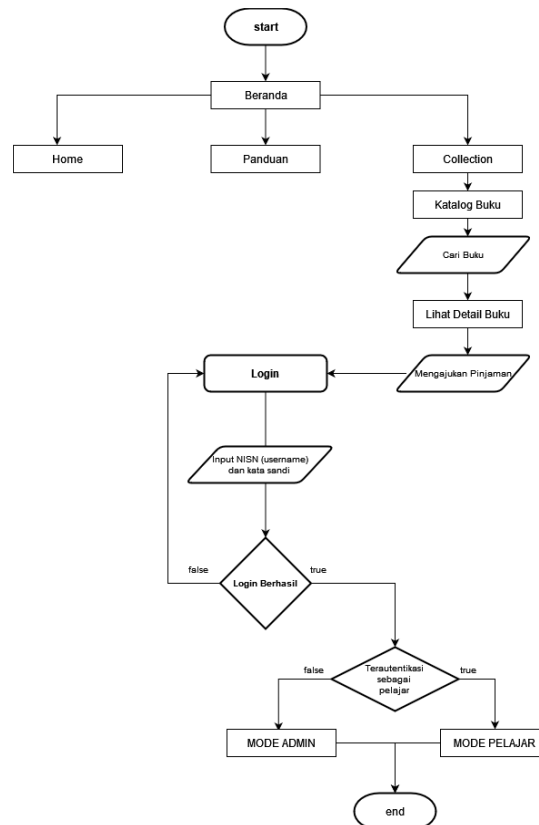 start
Beranda
Home
Panduan
Collection
Katalog Buku
Cari Buku
Lihat Detail Buku
Mengajukan Pinjaman
Login
Input NISN (username)
dan kata sandi
false
Login Berhasil
true
false
Terautentikasi
sebagai
pelajar
true
MODE ADMIN
MODE PELAJAR
end